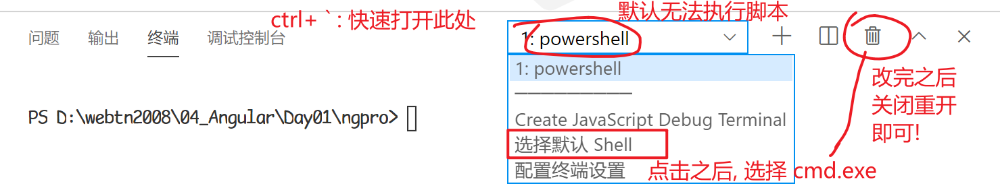 ctrl+ `: 快速打开此处
默认无法执行脚本
问题 输出 终端 调试控制台
1: powershell
1: powershell
——————————
Create JavaScript Debug Terminal
选择默认 Shell
配置终端设置
PS D:\webtn2008\04_Angular\Day01\ngpro>
点击之后, 选择 cmd.exe
改完之后
关闭重开
即可!